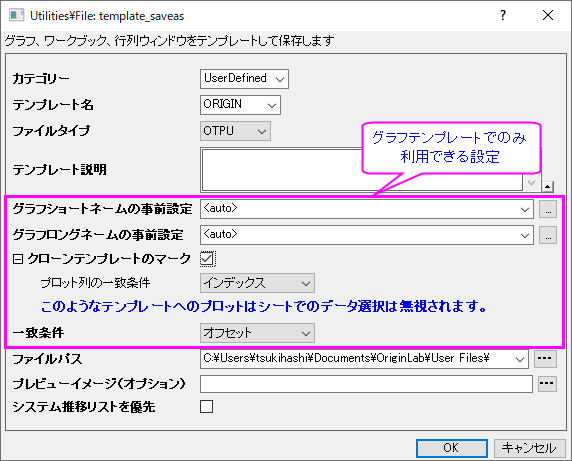 Utilities¥File: template_saveas
グラフ、ワークブック、行列ウィンドウをテンプレートして保存します
カテゴリー UserDefined
テンプレート名 ORIGIN
ファイルタイプ OTPU
グラフテンプレートでのみ
利用できる設定
テンプレート説明
グラフショートネームの事前設定 <auto> ...
グラフロングネームの事前設定 <auto> ...
クローンテンプレートのマーク
プロット列の一致条件 インデックス
このようなテンプレートへのプロットはシートでのデータ選択は無視されます。
一致条件 オフセット
ファイルパス C:¥Users¥tsukihashi¥Documents¥OriginLab¥User Files¥ ...
プレビューイメージ(オプション) ...
システム推移リストを優先
OK キャンセル